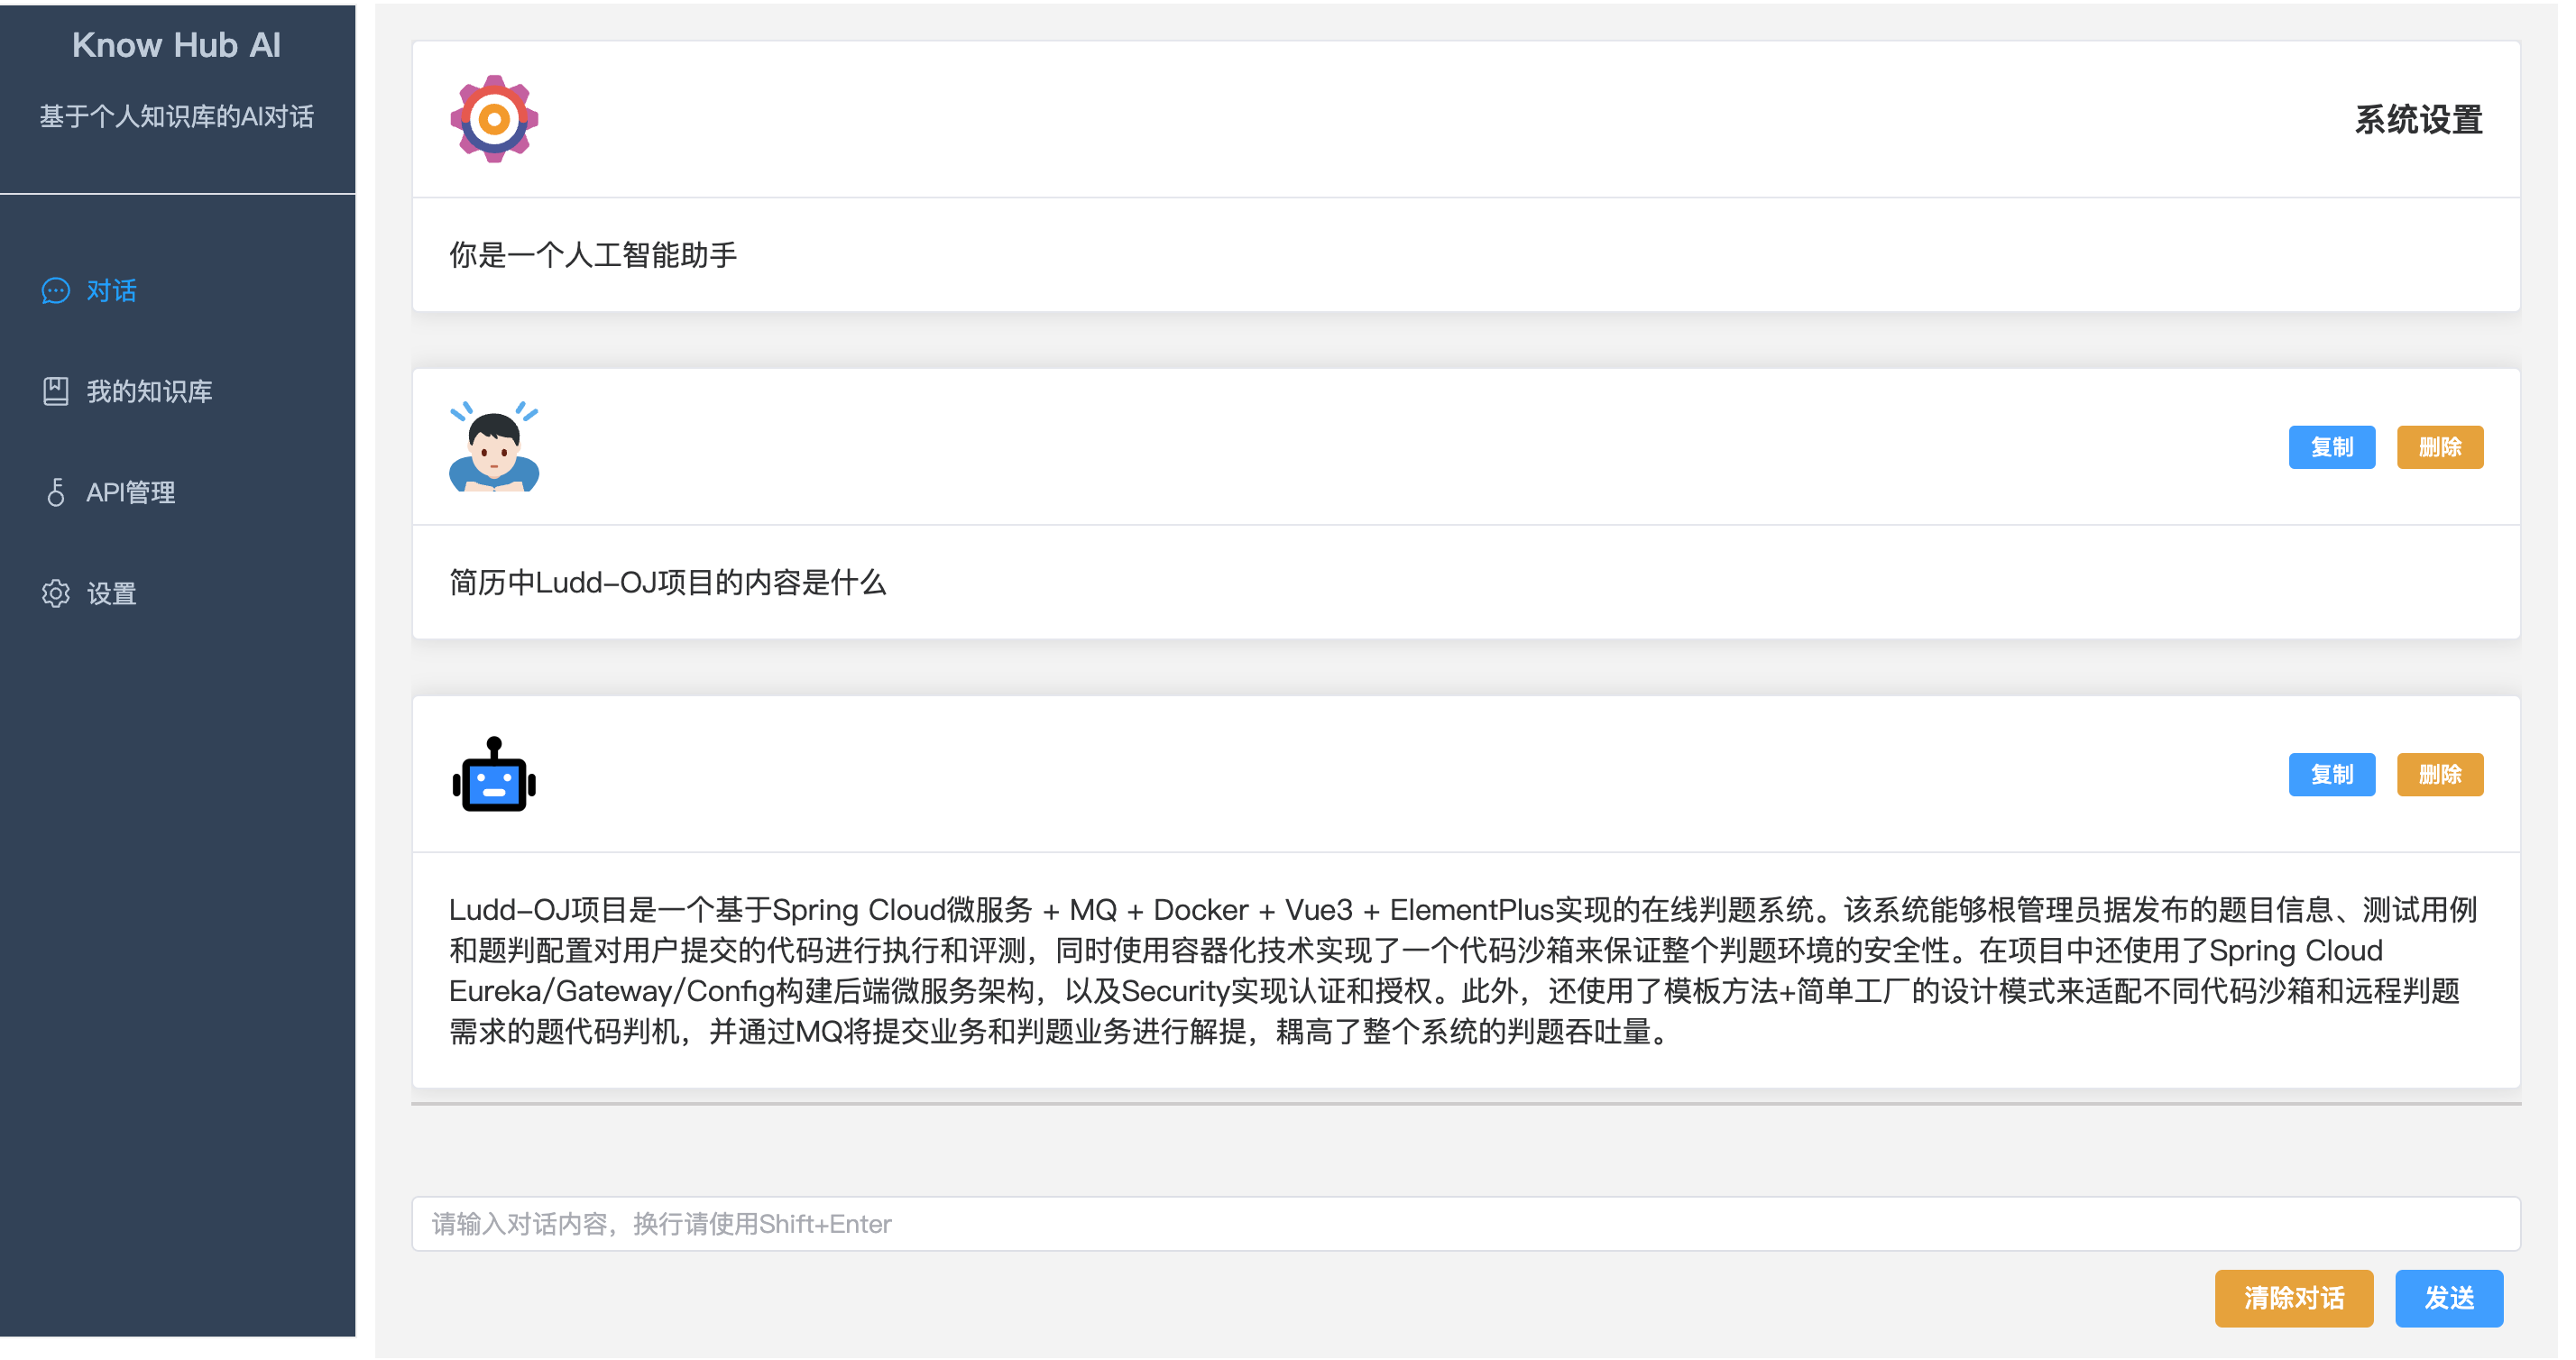 Know Hub AI
基于个人知识库的AI对话
对话
我的知识库
API管理
设置
系统设置
你是一个人工智能助手
复制 删除
简历中Ludd-OJ项目的内容是什么
复制 删除
Ludd-OJ项目是一个基于Spring Cloud微服务 + MQ + Docker + Vue3 + ElementPlus实现的在线判题系统。该系统能够根管理员据发布的题目信息、测试用例
和题判配置对用户提交的代码进行执行和评测，同时使用容器化技术实现了一个代码沙箱来保证整个判题环境的安全性。在项目中还使用了Spring Cloud
Eureka/Gateway/Config构建后端微服务架构，以及Security实现认证和授权。此外，还使用了模板方法+简单工厂的设计模式来适配不同代码沙箱和远程判题
需求的题代码判机，并通过MQ将提交业务和判题业务进行解提，耦高了整个系统的判题吞吐量。
请输入对话内容，换行请使用Shift+Enter
清除对话 发送